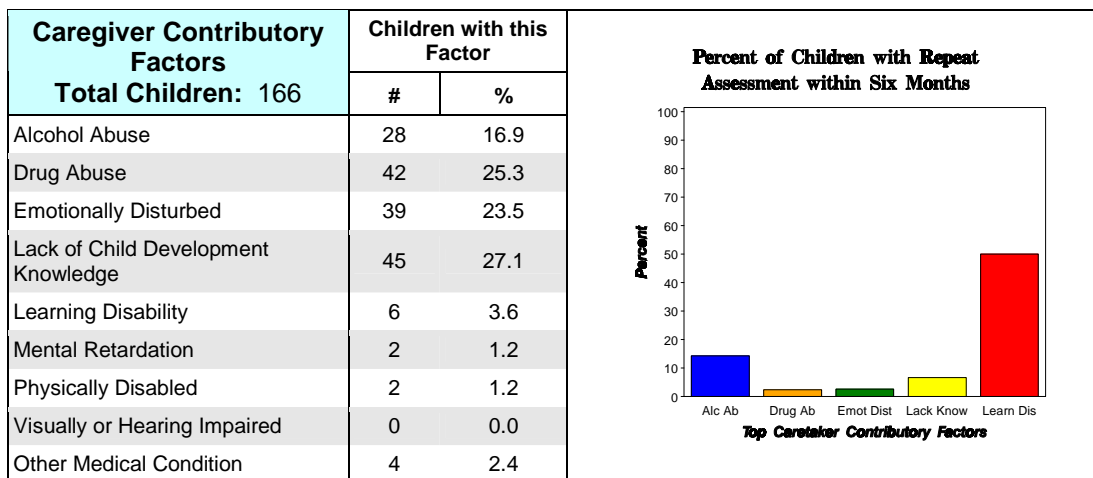 Caregiver Contributory
Factors
Total Children: 166
Children with this
Factor
# %
Alcohol Abuse 28 16.9
Drug Abuse 42 25.3
Emotionally Disturbed 39 23.5
Lack of Child Development
Knowledge 45 27.1
Learning Disability 6 3.6
Mental Retardation 2 1.2
Physically Disabled 2 1.2
Visually or Hearing Impaired 0 0.0
Other Medical Condition 4 2.4
Percent of Children with Repeat
Assessment within Six Months
100
90
80
70
60
50
40
30
20
10
0
Percent
Alc Ab Drug Ab Emot Dist Lack Know Learn Dis
Top Caretaker Contributory Factors